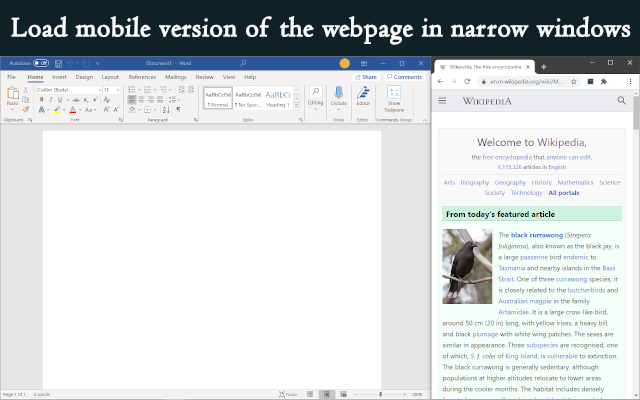 Load mobile version of the webpage in narrow windows
AutoSave Off
Document1 - Word
File Home Insert Design Layout References Mailings Review View Help
Share Comments
Paste
Calibri (Body) 11
AaBbCcDd AaBbCcDd AaBbCc
¶ Normal ¶ No Spac... Heading 1
Editing Dictate Editor Show Taskpane
Clipboard Font Paragraph Styles Voice Editor Commands Group
Page 1 of 1 0 words
Focus
100%
Wikipedia, the free encyclopedia
en.m.wikipedia.org/wiki/M...
WIKIPEDIA
Welcome to Wikipedia,
the free encyclopedia that anyone can edit.
6,115,326 articles in English
Arts Biography Geography History Mathematics Science
Society Technology All portals
From today's featured article
The black currawong (Strepera
fuliginosa), also known as the black jay, is
a large passerine bird endemic to
Tasmania and nearby islands in the Bass
Strait. One of three currawong species, it
is closely related to the butcherbirds and
Australian magpie in the family
Artamidae. It is a large crow-like bird,
around 50 cm (20 in) long, with yellow irises, a heavy bill,
and black plumage with white wing patches. The sexes are
similar in appearance. Three subspecies are recognised, one
of which, S. f. colei of King Island, is vulnerable to extinction.
The black currawong is generally sedentary, although
populations at higher altitudes relocate to lower areas
during the cooler months. The habitat includes densely